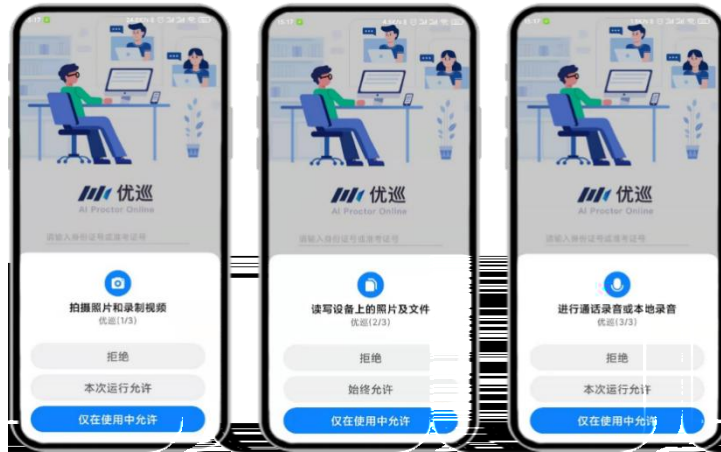 优巡
AI Proctor Online
请输入身份证号或准考证号
拍摄照片和录制视频
优巡(1/3)
拒绝
本次运行允许
仅在使用中允许
15:17
优巡
AI Proctor Online
请输入身份证号或准考证号
读写设备上的照片及文件
优巡(2/3)
拒绝
始终允许
仅在使用中允许
优巡
AI Proctor Online
请输入身份证号或准考证号
进行通话录音或本地录音
优巡(3/3)
拒绝
本次运行允许
仅在使用中允许